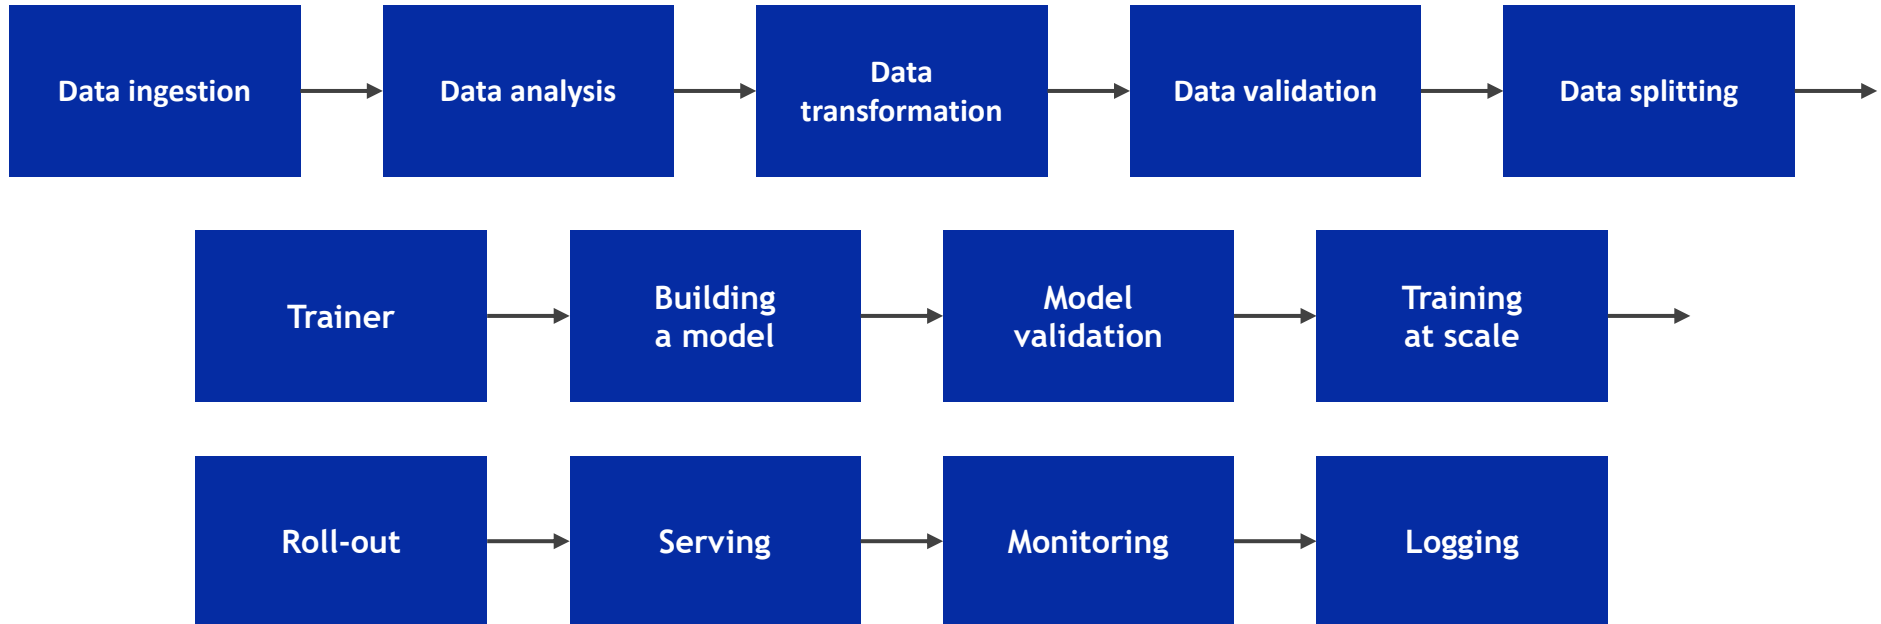 Data ingestion
Data analysis
Data
transformation
Data validation
Data splitting
Trainer
Building
a model
Model
validation
Training
at scale
Roll-out
Serving
Monitoring
Logging